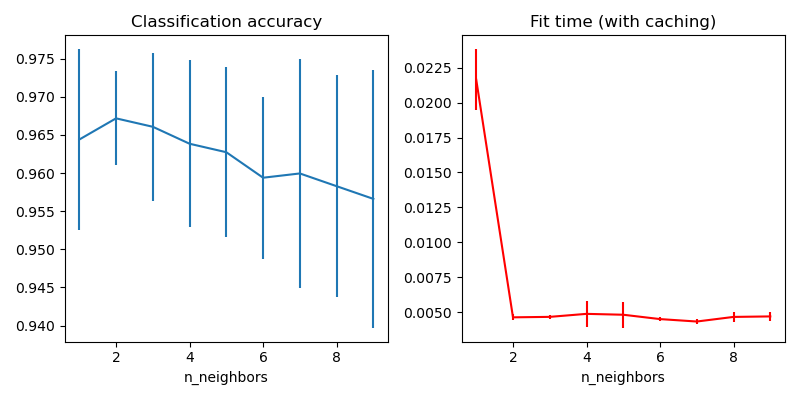 Classification accuracy
0.975
0.970
0.965
0.960
0.955
0.950
0.945
0.940
2 4 6 8
n_neighbors
Fit time (with caching)
0.0225
0.0200
0.0175
0.0150
0.0125
0.0100
0.0075
0.0050
2 4 6 8
n_neighbors